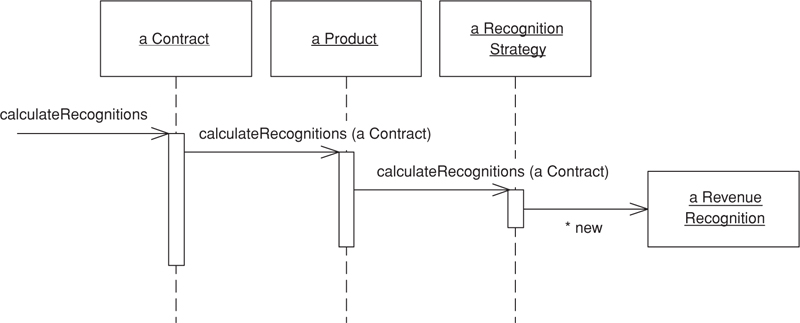 a Contract
a Product
a Recognition
Strategy
calculateRecognitions
calculateRecognitions (a Contract)
calculateRecognitions (a Contract)
a Revenue
Recognition
* new